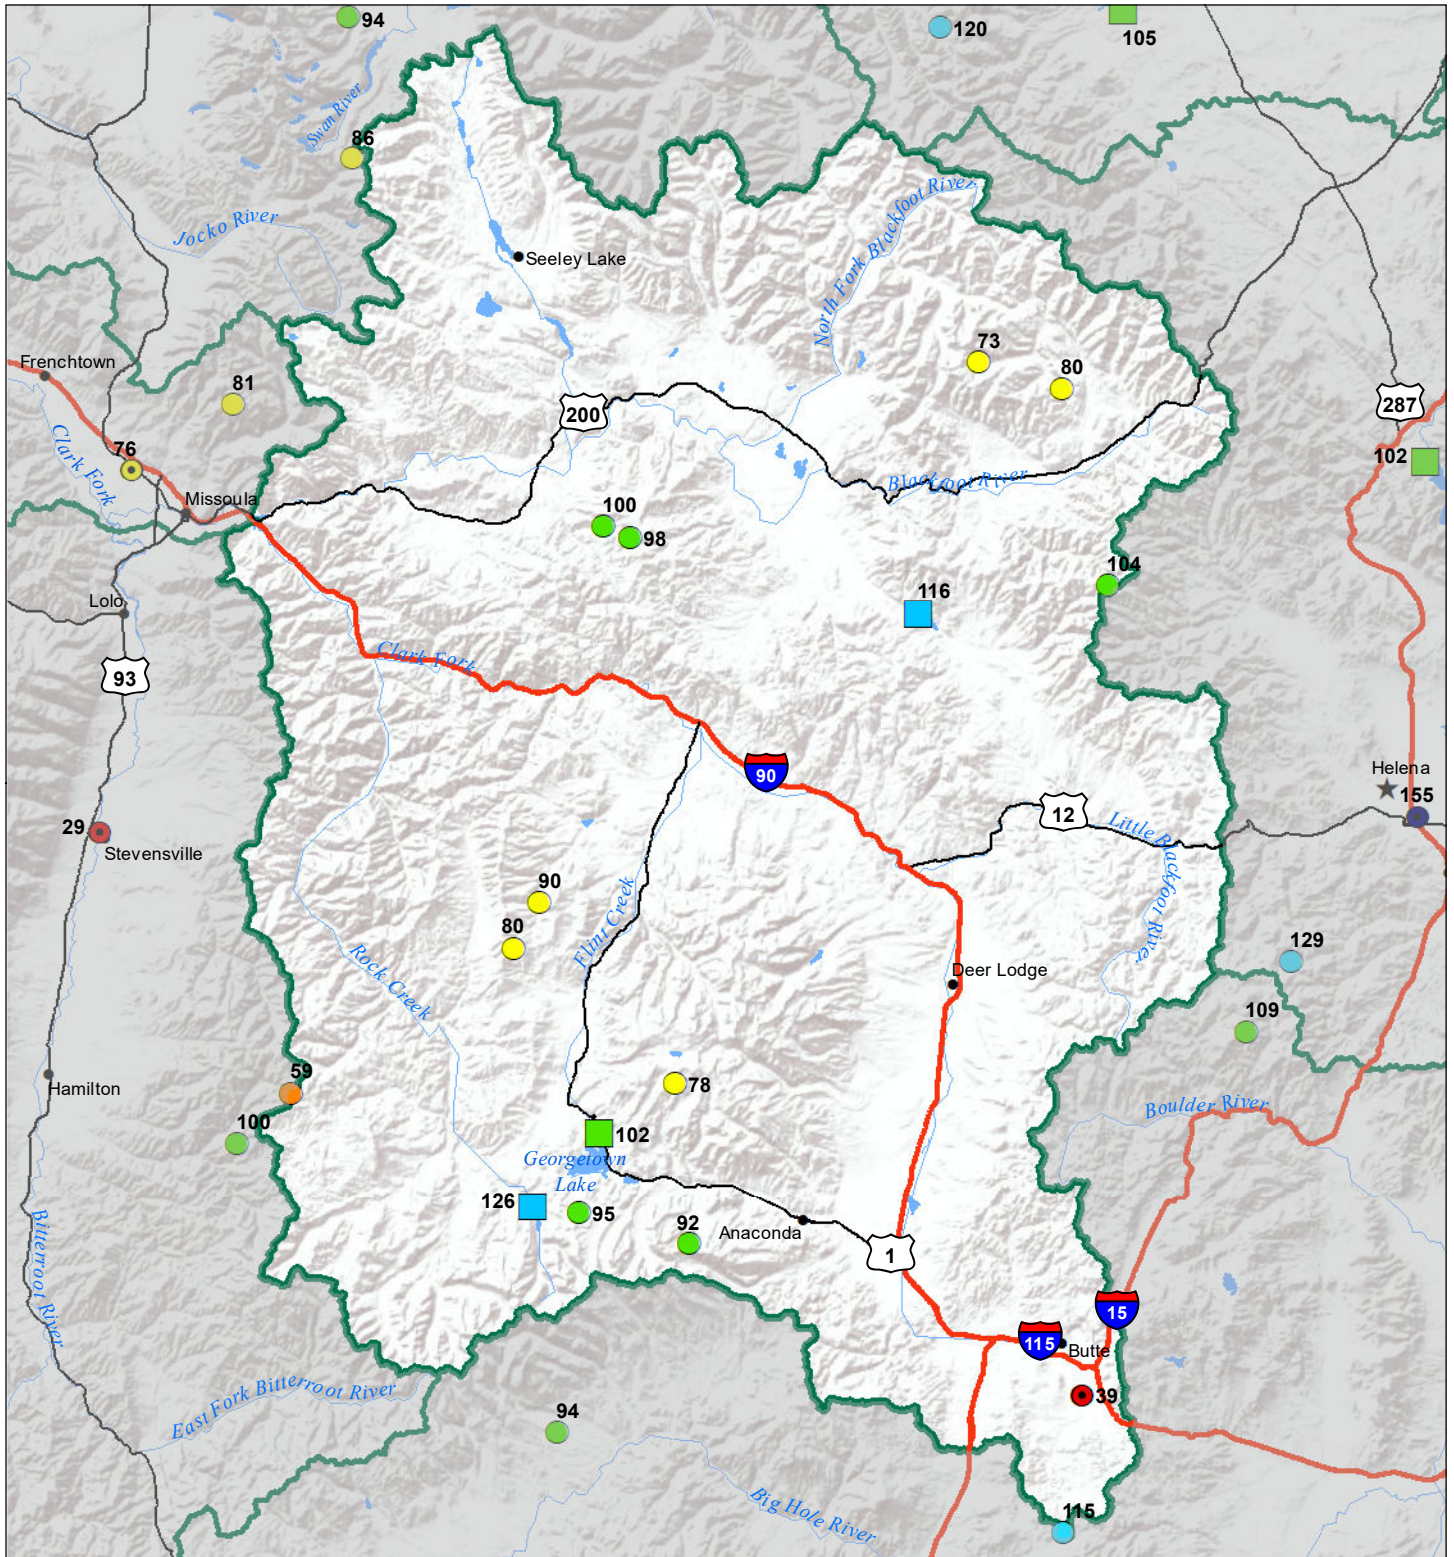 94
120
105
Swan River
86
Jocko River
North Fork Blackfoot River
Seeley Lake
Frenchtown
73
80
81
200
287
Clark Fork
76
102
Blackfoot River
Missoula
100
98
104
116
Lolo
Clark Fork
93
90
Helena
155
12
Little Blackfoot River
29
Stevensville
90
Flint Creek
80
Rock Creek
129
Deer Lodge
109
59
Hamilton
78
Boulder River
100
102
Georgetown
Lake
126
95
92
Anaconda
Bitterroot River
1
15
115
Butte
39
East Fork Bitterroot River
94
Big Hole River
115